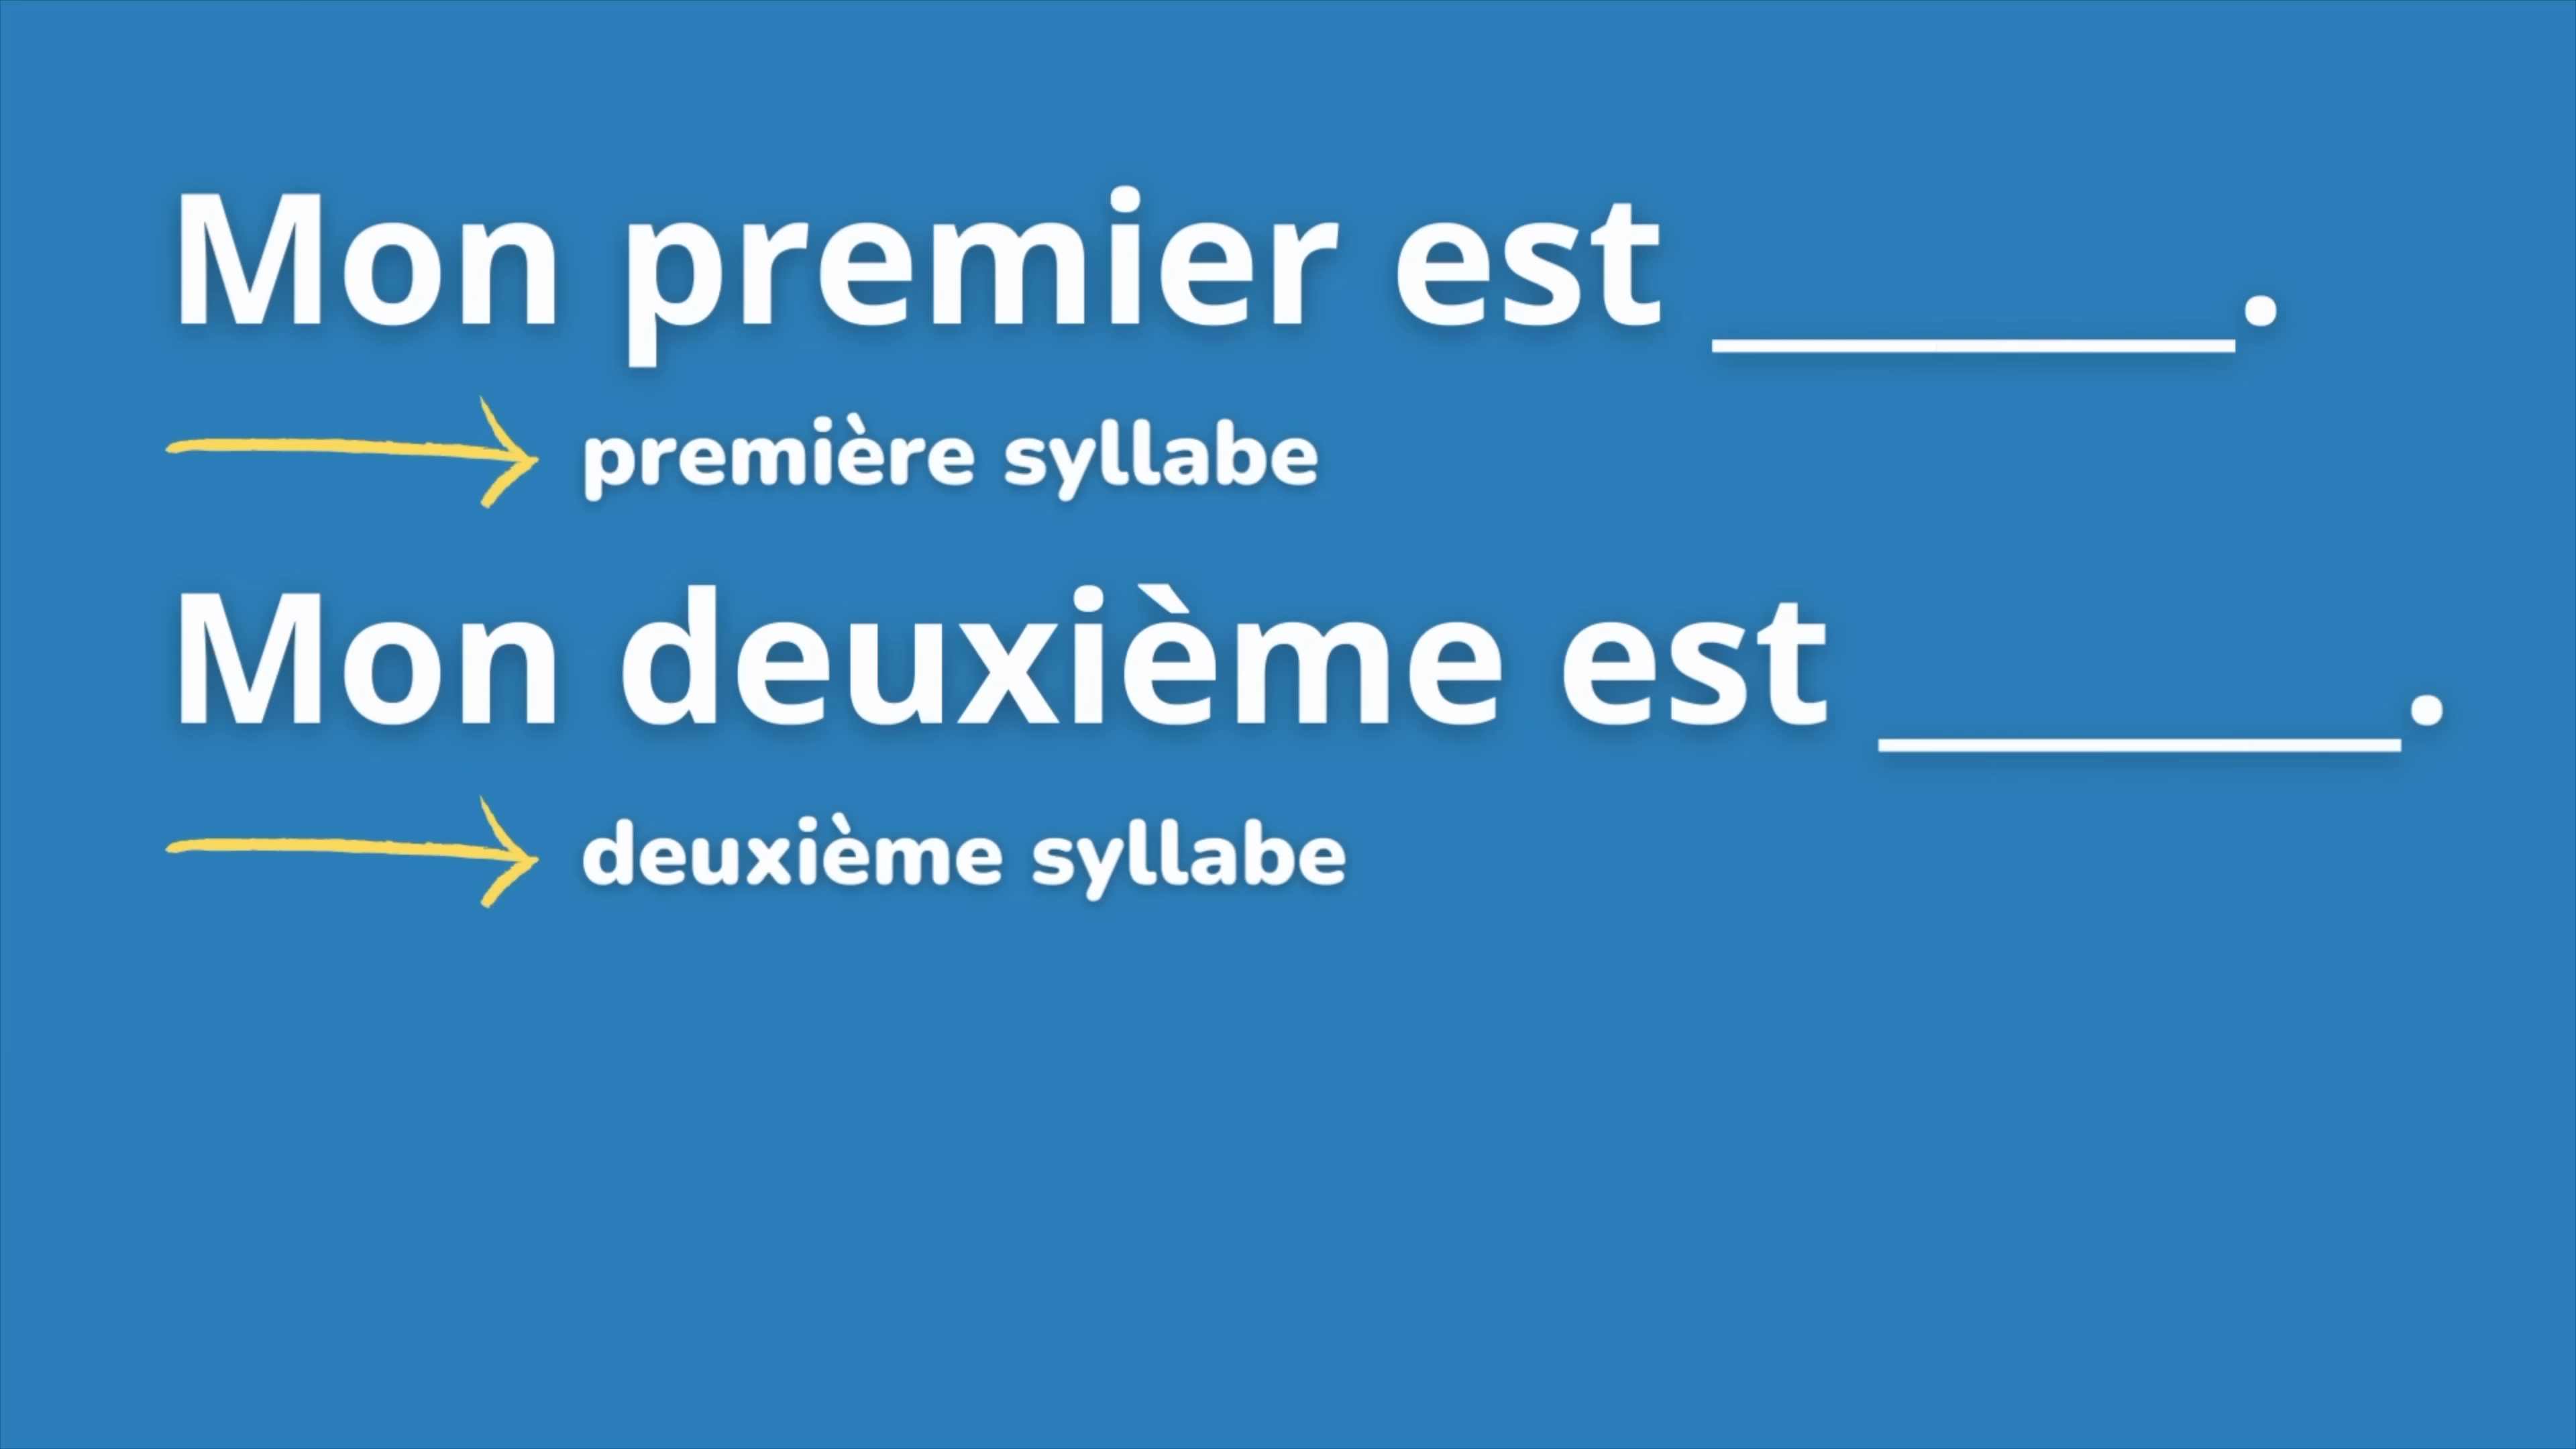 Mon premier est ______.
première syllabe
Mon deuxième est ______.
deuxième syllabe